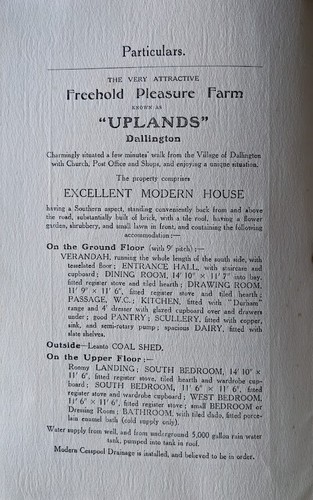 Particulars.
THE VERY ATTRACTIVE
Freehold Pleasure Farm
KNOWN AS
"UPLANDS"
Dallington
Charmingly situated a few minutes' walk from the Village of Dallington
with Church, Post Office and Shops, and enjoying a unique situation.
The property comprises
EXCELLENT MODERN HOUSE
having a Southern aspect, standing conveniently back from and above
the road, substantially built of brick, with a tile roof, having a flower
garden, shrubbery, and small lawn in front, and containing the following
accommodation:—
On the Ground Floor (with 9' pitch):—
VERANDAH, running the whole length of the south side, with
tesselated floor; ENTRANCE HALL, with staircase and
cupboard; DINING ROOM, 14' 10" × 11' 7" into bay,
fitted register stove and tiled hearth; DRAWING ROOM,
11' 9" × 11' 6", fitted register stove and tiled hearth;
PASSAGE, W.C.; KITCHEN, fitted with "Durham"
range and 4' dresser with glazed cupboard over and drawers
under; good PANTRY; SCULLERY, fitted with copper,
sink, and semi-rotary pump; spacious DAIRY, fitted with
slate shelves.
Outside—Leanto COAL SHED.
On the Upper Floor:—
Roomy LANDING; SOUTH BEDROOM, 14' 10" ×
11' 6", fitted register stove, tiled hearth and wardrobe cup-
board; SOUTH BEDROOM, 11' 6" × 11' 6", fitted
register stove and wardrobe cupboard; WEST BEDROOM,
11' 6" × 11' 6", fitted register stove; small BEDROOM or
Dressing Room; BATHROOM, with tiled dado, fitted porce-
lain enamel bath (cold supply only).
Water supply from well, and from underground 5,000 gallon rain water
tank, pumped into tank in roof.
Modern Cesspool Drainage is installed, and believed to be in order.